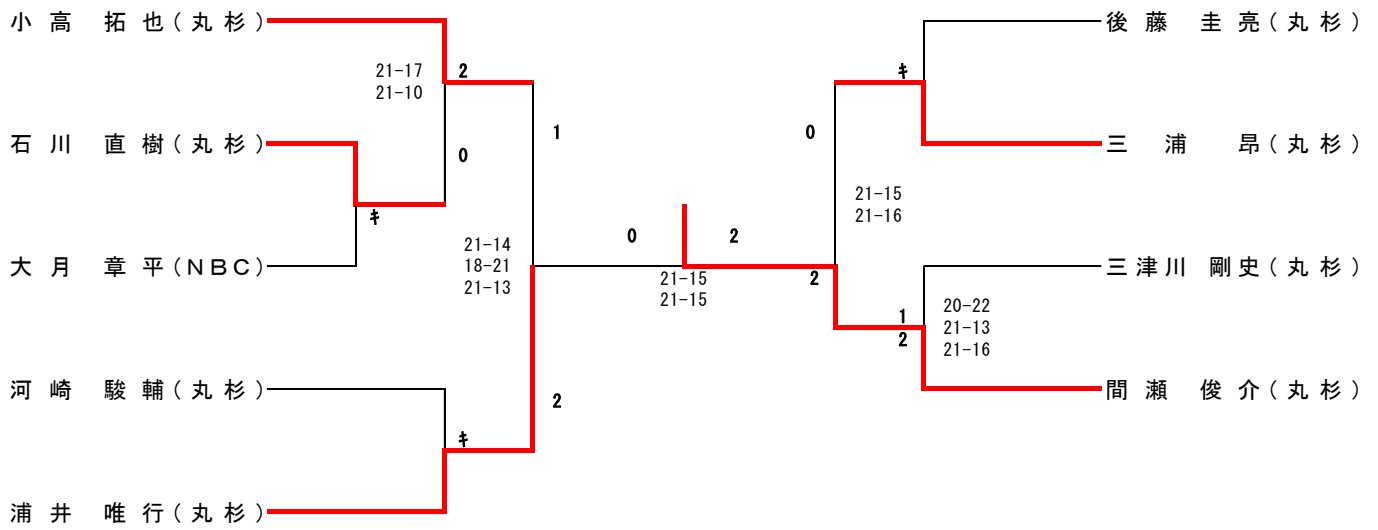 小高 拓也(丸杉)
後藤 圭亮(丸杉)
21-17
21-10
2
ｷ
1
0
石川 直樹(丸杉)
三浦 昂(丸杉)
0
21-15
21-16
ｷ
0
2
21-14
18-21
21-13
大月 章平(NBC)
三津川 剛史(丸杉)
21-15
21-15
2
1
2
20-22
21-13
21-16
河崎 駿輔(丸杉)
間瀬 俊介(丸杉)
2
ｷ
浦井 唯行(丸杉)